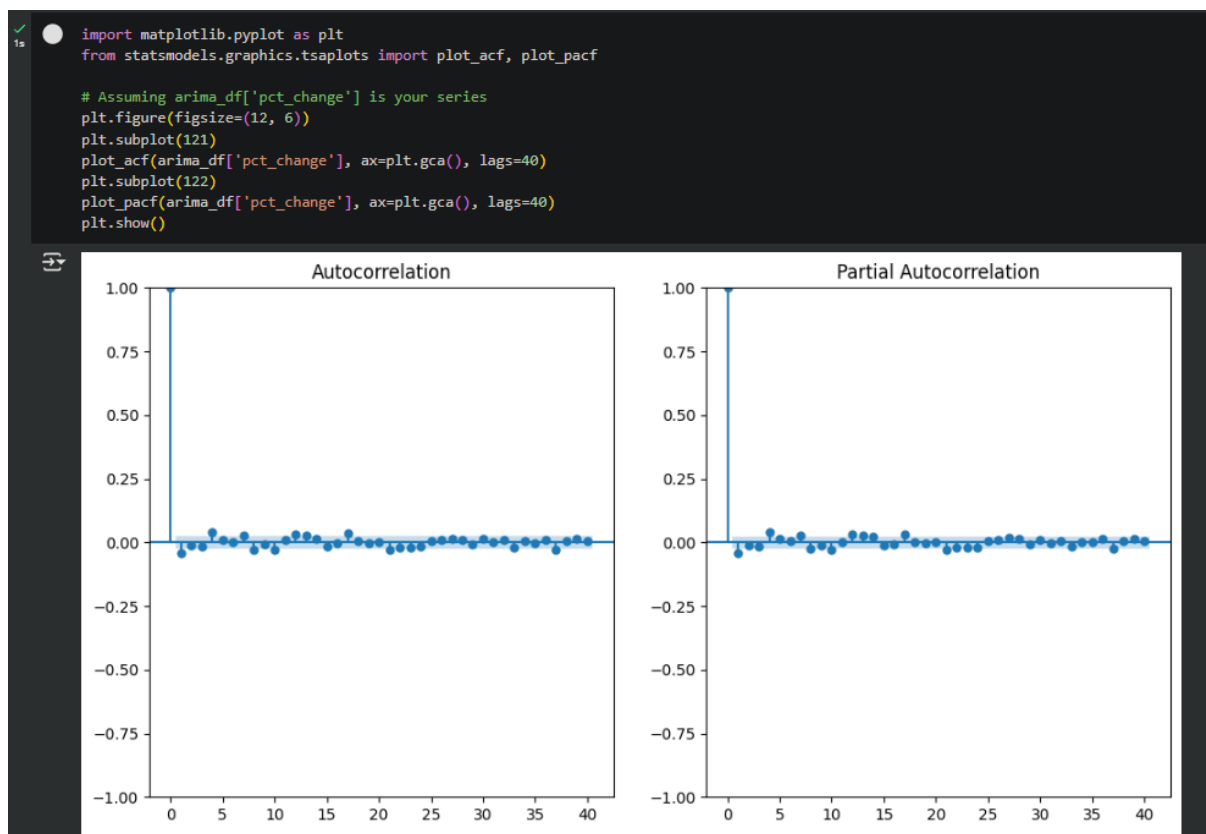 1s
import matplotlib.pyplot as plt
from statsmodels.graphics.tsaplots import plot_acf, plot_pacf
# Assuming arima_df['pct_change'] is your series
plt.figure(figsize=(12, 6))
plt.subplot(121)
plot_acf(arima_df['pct_change'], ax=plt.gca(), lags=40)
plt.subplot(122)
plot_pacf(arima_df['pct_change'], ax=plt.gca(), lags=40)
plt.show()
Autocorrelation
1.00
0.75
0.50
0.25
0.00
−0.25
−0.50
−0.75
−1.00
0 5 10 15 20 25 30 35 40
Partial Autocorrelation
1.00
0.75
0.50
0.25
0.00
−0.25
−0.50
−0.75
−1.00
0 5 10 15 20 25 30 35 40